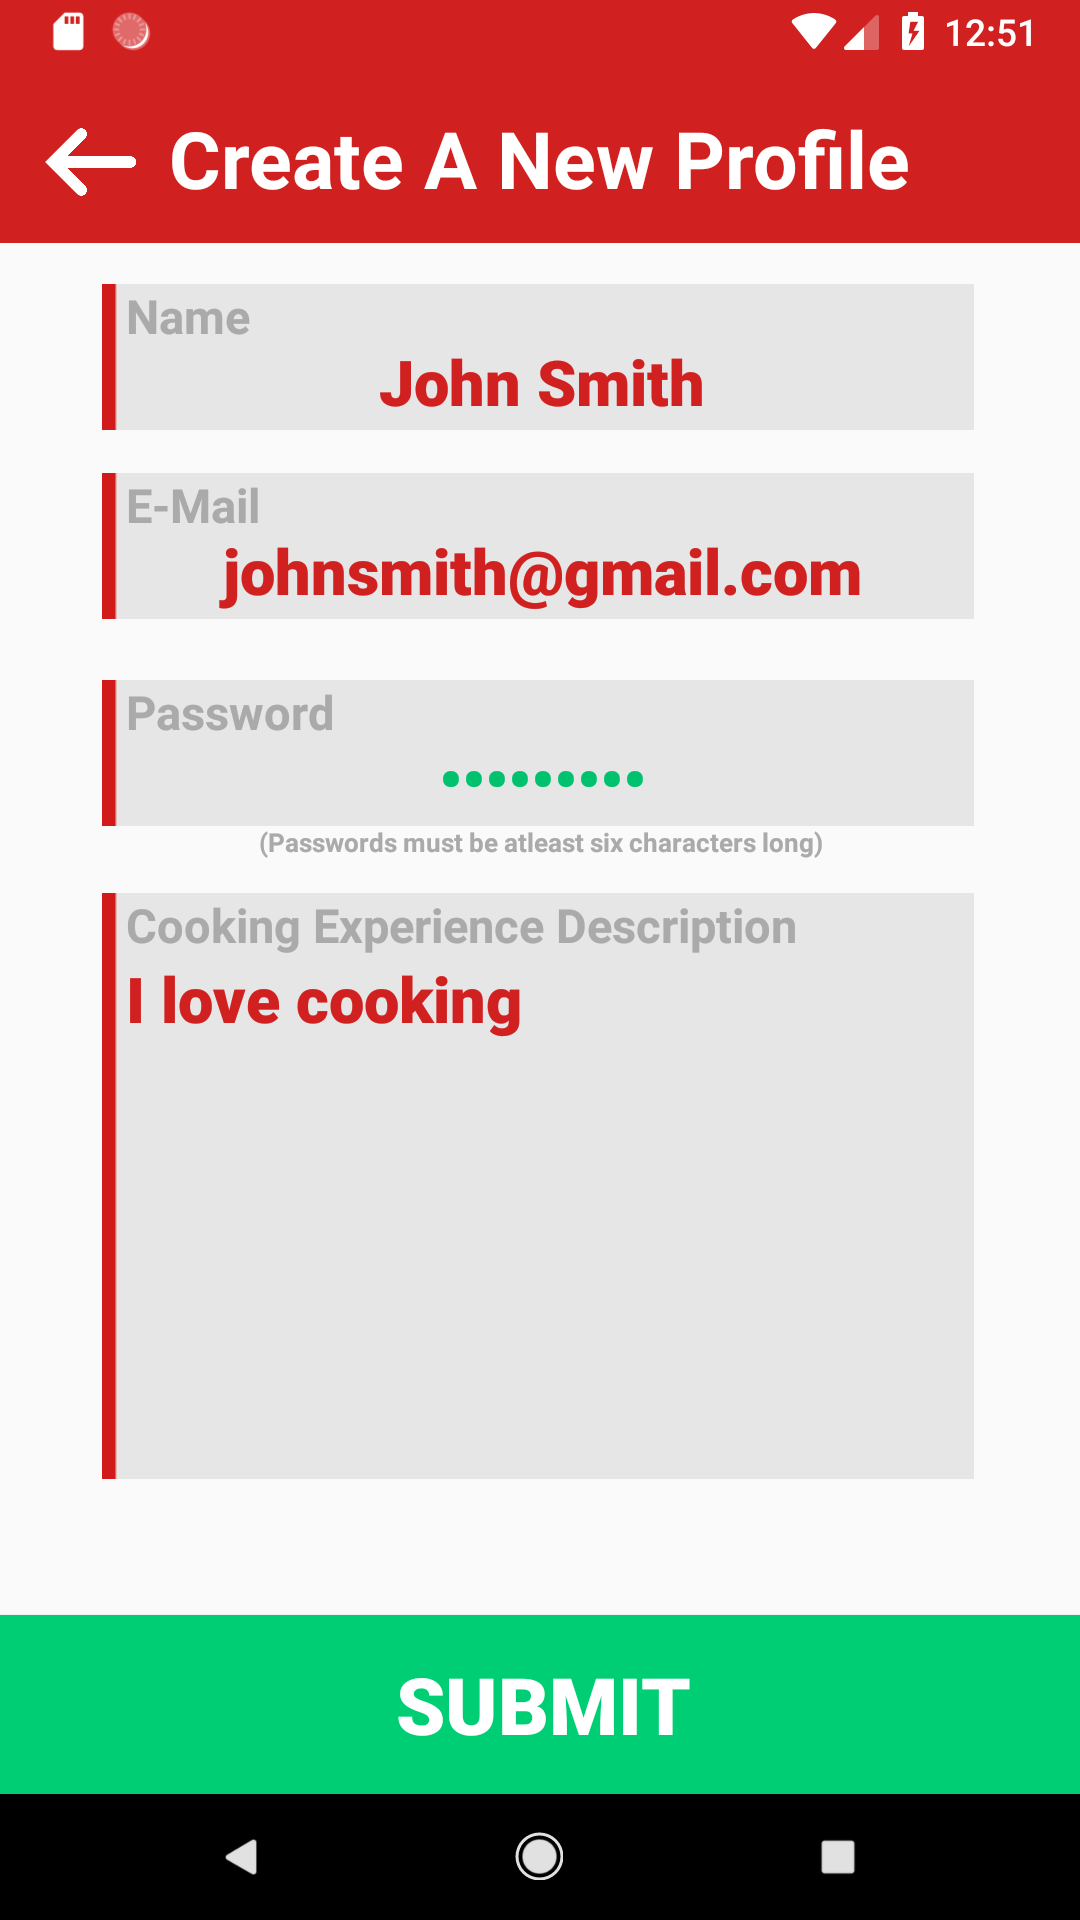 12:51
Create A New Profile
Name
John Smith
E-Mail
johnsmith@gmail.com
Password
•••••••••
(Passwords must be atleast six characters long)
Cooking Experience Description
I love cooking
SUBMIT